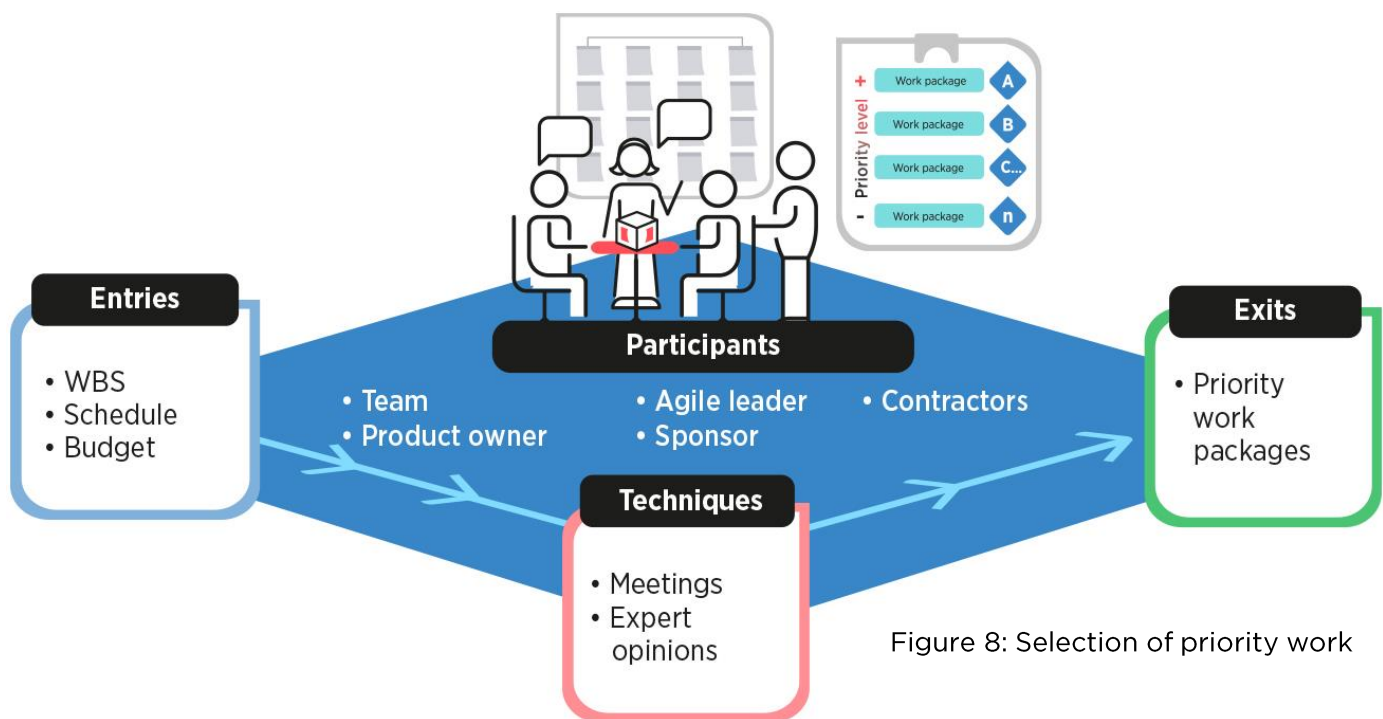 +
Priority level
-
Work package
A
Work package
B
Work package
C...
Work package
n
Entries
• WBS
• Schedule
• Budget
Participants
• Team
• Product owner
• Agile leader
• Sponsor
• Contractors
Techniques
• Meetings
• Expert
opinions
Exits
• Priority
work
packages
Figure 8: Selection of priority work